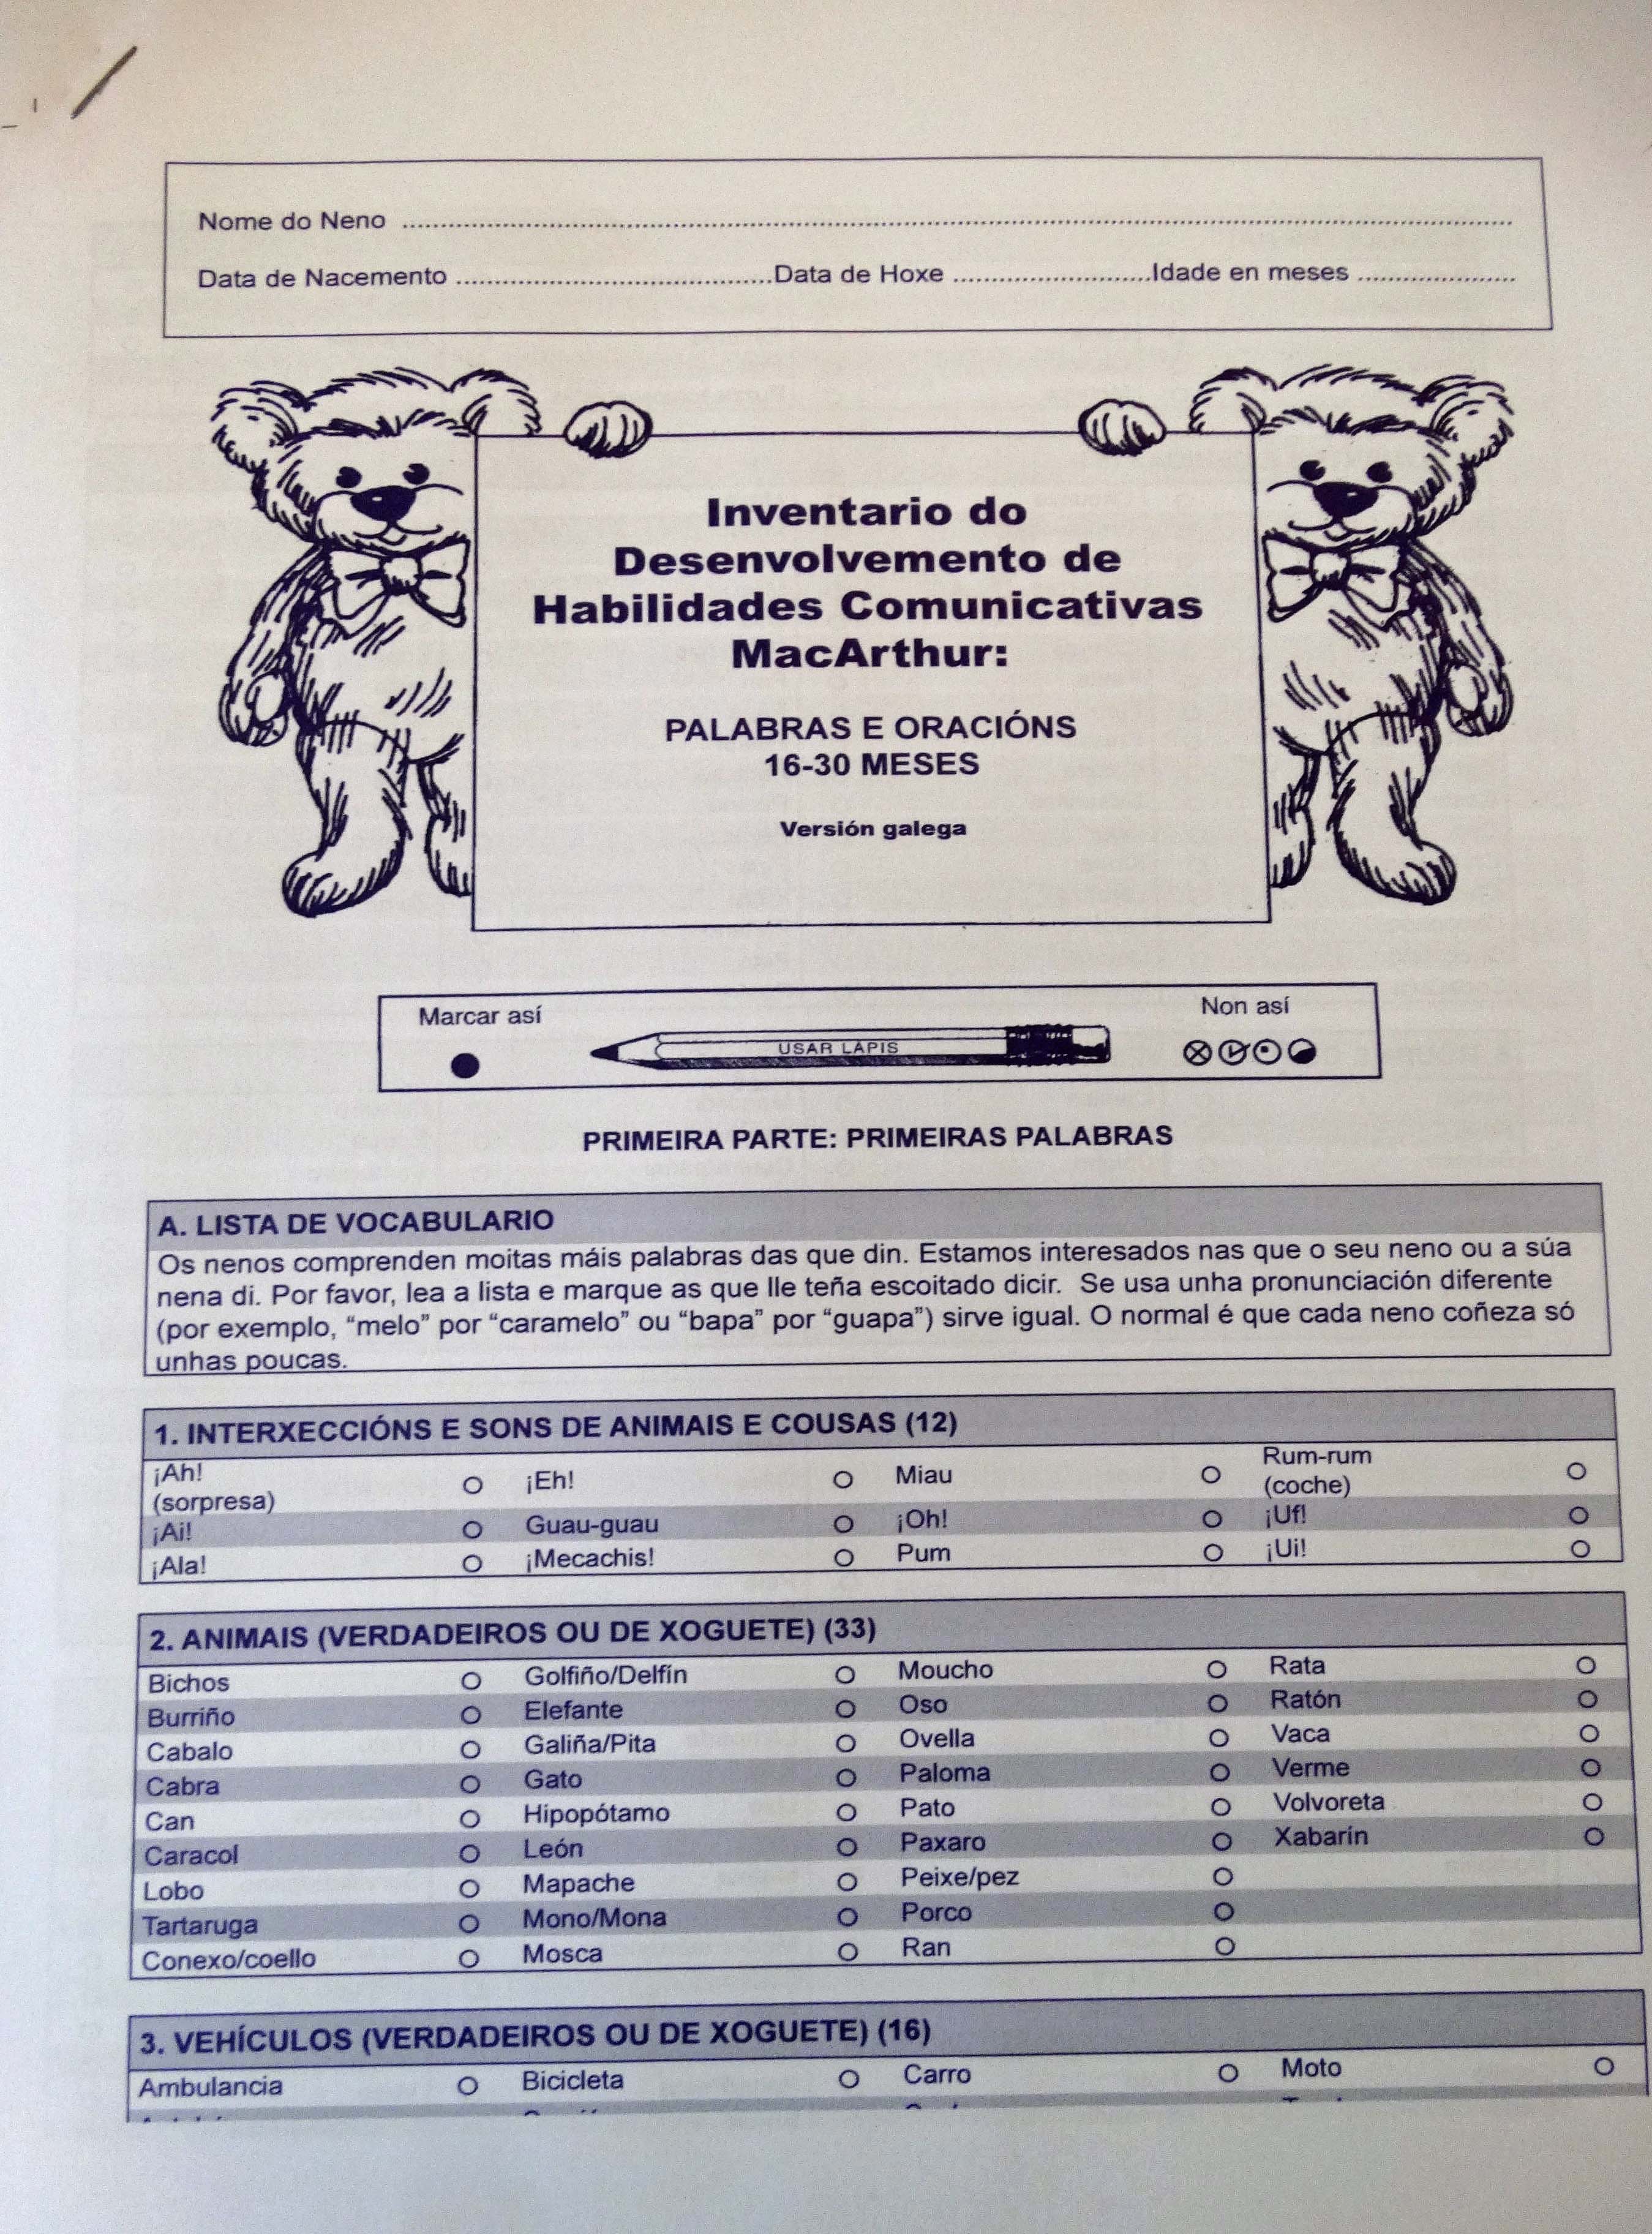 Nome do Neno
Data de Nacemento Data de Hoxe Idade en meses
Inventario do
Desenvolvemento de
Habilidades Comunicativas
MacArthur:
PALABRAS E ORACIÓNS
16-30 MESES
Versión galega
Marcar así USAR LAPIS Non así
PRIMEIRA PARTE: PRIMEIRAS PALABRAS
A. LISTA DE VOCABULARIO
Os nenos comprenden moitas máis palabras das que din. Estamos interesados nas que o seu neno ou a súa
nena di. Por favor, lea a lista e marque as que lle teña escoitado dicir. Se usa unha pronunciación diferente
(por exemplo, “melo” por “caramelo” ou “bapa” por “guapa”) sirve igual. O normal é que cada neno coñeza só
unhas poucas.
1. INTERXECCIÓNS E SONS DE ANIMAIS E COUSAS (12)
¡Ah! (sorpresa) ¡Eh! Miau Rum-rum (coche)
¡Ai! Guau-guau ¡Oh! ¡Uf!
¡Ala! ¡Mecachis! Pum ¡Ui!
2. ANIMAIS (VERDADEIROS OU DE XOGUETE) (33)
Bichos Golfiño/Delfín Moucho Rata
Burriño Elefante Oso Ratón
Cabalo Galiña/Pita Ovella Vaca
Cabra Gato Paloma Verme
Can Hipopótamo Pato Volvoreta
Caracol León Paxaro Xabarín
Lobo Mapache Peixe/pez
Tartaruga Mono/Mona Porco
Conexo/coello Mosca Ran
3. VEHÍCULOS (VERDADEIROS OU DE XOGUETE) (16)
Ambulancia Bicicleta Carro Moto